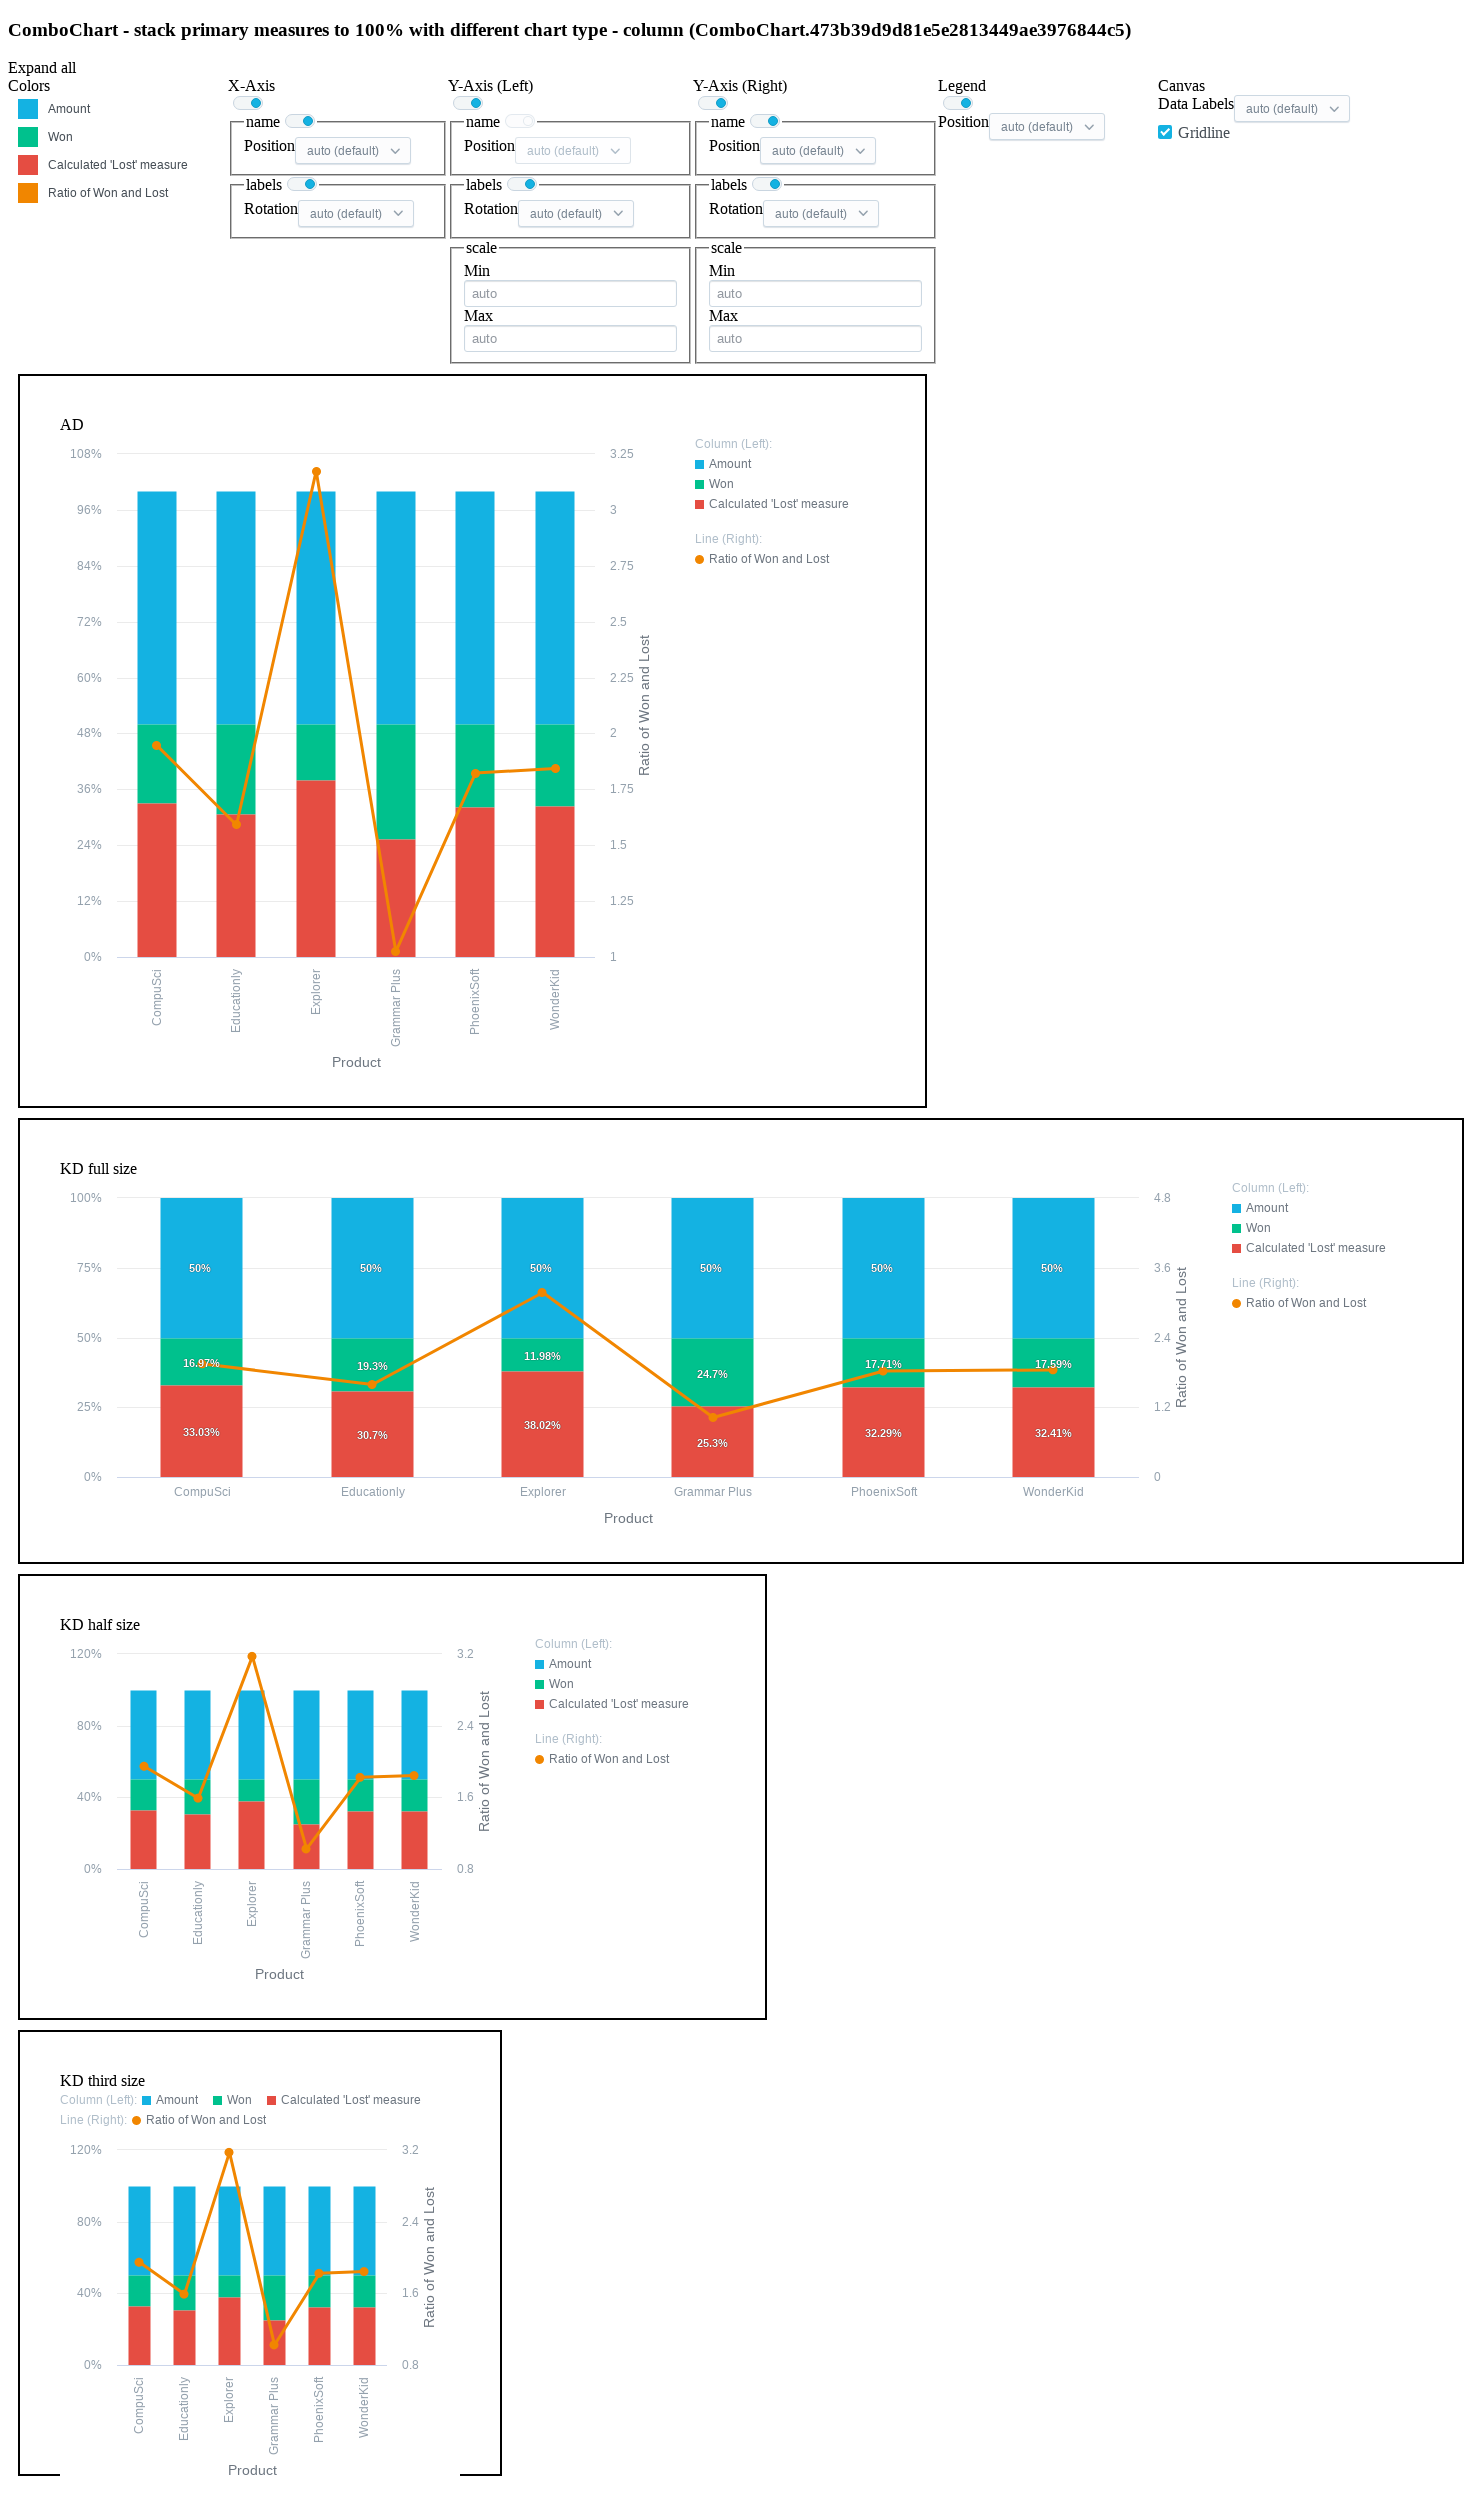 ComboChart - stack primary measures to 100% with different chart type - column (ComboChart.473b39d9d81e5e2813449ae3976844c5)
Expand all
Colors
Amount
Won
Calculated 'Lost' measure
Ratio of Won and Lost
X-Axis
name
Position auto (default)
labels
Rotation auto (default)
Y-Axis (Left)
name
Position auto (default)
labels
Rotation auto (default)
scale
Min
auto
Max
auto
Y-Axis (Right)
name
Position auto (default)
labels
Rotation auto (default)
scale
Min
auto
Max
auto
Legend
Position auto (default)
Canvas
Data Labels auto (default)
Gridline
AD
108%
96%
84%
72%
60%
48%
36%
24%
12%
0%
3.25
3
2.75
2.5
2.25
2
1.75
1.5
1.25
1
Ratio of Won and Lost
CompuSci
Educationly
Explorer
Grammar Plus
PhoenixSoft
WonderKid
Product
Column (Left):
Amount
Won
Calculated 'Lost' measure
Line (Right):
Ratio of Won and Lost
KD full size
100%
75%
50%
25%
0%
50% 50% 50% 50% 50% 50%
16.97% 19.3% 11.98% 24.7% 17.71% 17.59%
33.03% 30.7% 38.02% 25.3% 32.29% 32.41%
4.8
3.6
2.4
1.2
0
Ratio of Won and Lost
CompuSci Educationly Explorer Grammar Plus PhoenixSoft WonderKid
Product
Column (Left):
Amount
Won
Calculated 'Lost' measure
Line (Right):
Ratio of Won and Lost
KD half size
120%
80%
40%
0%
3.2
2.4
1.6
0.8
Ratio of Won and Lost
CompuSci
Educationly
Explorer
Grammar Plus
PhoenixSoft
WonderKid
Product
Column (Left):
Amount
Won
Calculated 'Lost' measure
Line (Right):
Ratio of Won and Lost
KD third size
Column (Left): Amount Won Calculated 'Lost' measure
Line (Right): Ratio of Won and Lost
120%
80%
40%
0%
3.2
2.4
1.6
0.8
Ratio of Won and Lost
CompuSci
Educationly
Explorer
Grammar Plus
PhoenixSoft
WonderKid
Product